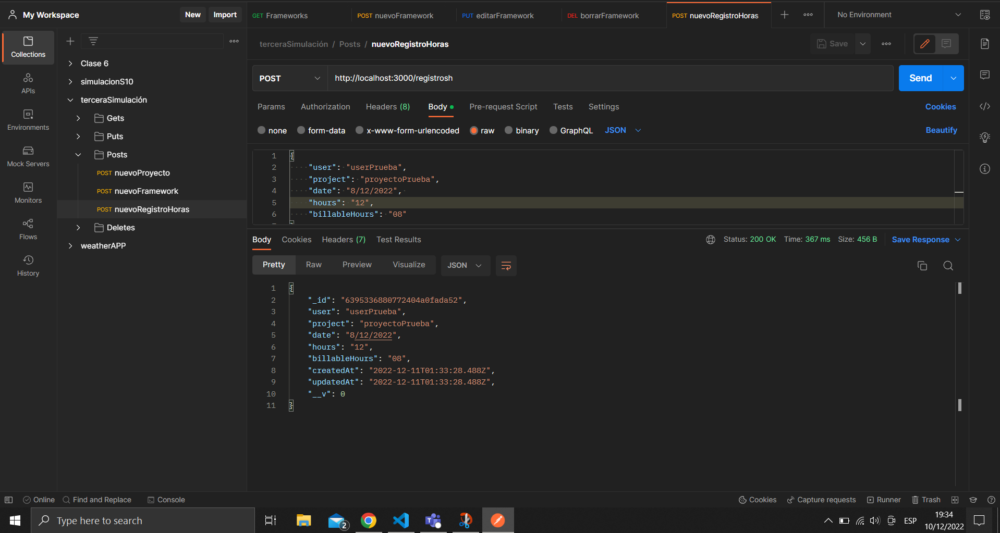 My Workspace
New
Import
GET Frameworks
POST nuevoFramework
PUT editarFramework
DEL borrarFramework
POST nuevoRegistroHoras
No Environment
Collections
APIs
Environments
Mock Servers
Monitors
Flows
History
Clase 6
simulacionS10
terceraSimulación
Gets
Puts
Posts
POST nuevoProyecto
POST nuevoFramework
POST nuevoRegistroHoras
Deletes
weatherAPP
terceraSimulación / Posts / nuevoRegistroHoras
Save
POST
http://localhost:3000/registrosh
Send
Params
Authorization
Headers (8)
Body
Pre-request Script
Tests
Settings
Cookies
none
form-data
x-www-form-urlencoded
raw
binary
GraphQL
JSON
Beautify
1 {
2 "user": "userPrueba",
3 "project": "proyectoPrueba",
4 "date": "8/12/2022",
5 "hours": "12",
6 "billableHours": "08"
Body
Cookies
Headers (7)
Test Results
Status: 200 OK
Time: 367 ms
Size: 456 B
Save Response
Pretty
Raw
Preview
Visualize
JSON
1 {
2 "_id": "6395336880772404a0fada52",
3 "user": "userPrueba",
4 "project": "proyectoPrueba",
5 "date": "8/12/2022",
6 "hours": "12",
7 "billableHours": "08",
8 "createdAt": "2022-12-11T01:33:28.488Z",
9 "updatedAt": "2022-12-11T01:33:28.488Z",
10 "__v": 0
11 }
Online
Find and Replace
Console
Cookies
Capture requests
Runner
Trash
Type here to search
2
ESP
19:34
10/12/2022